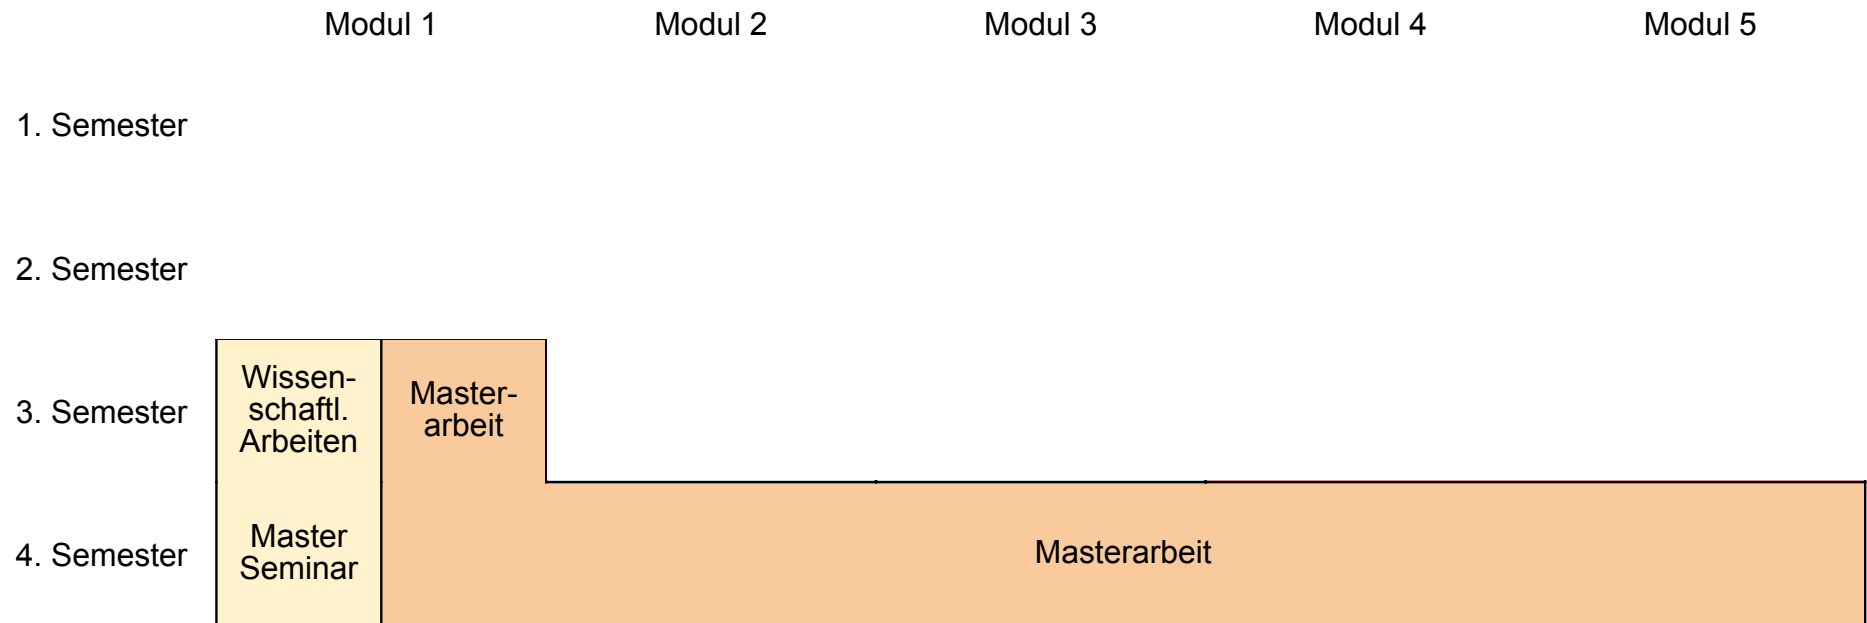 Modul 1 Modul 2 Modul 3 Modul 4 Modul 5
1. Semester
2. Semester
3. Semester
Wissen-
schaftl.
Arbeiten
Master-
arbeit
4. Semester
Master
Seminar
Masterarbeit